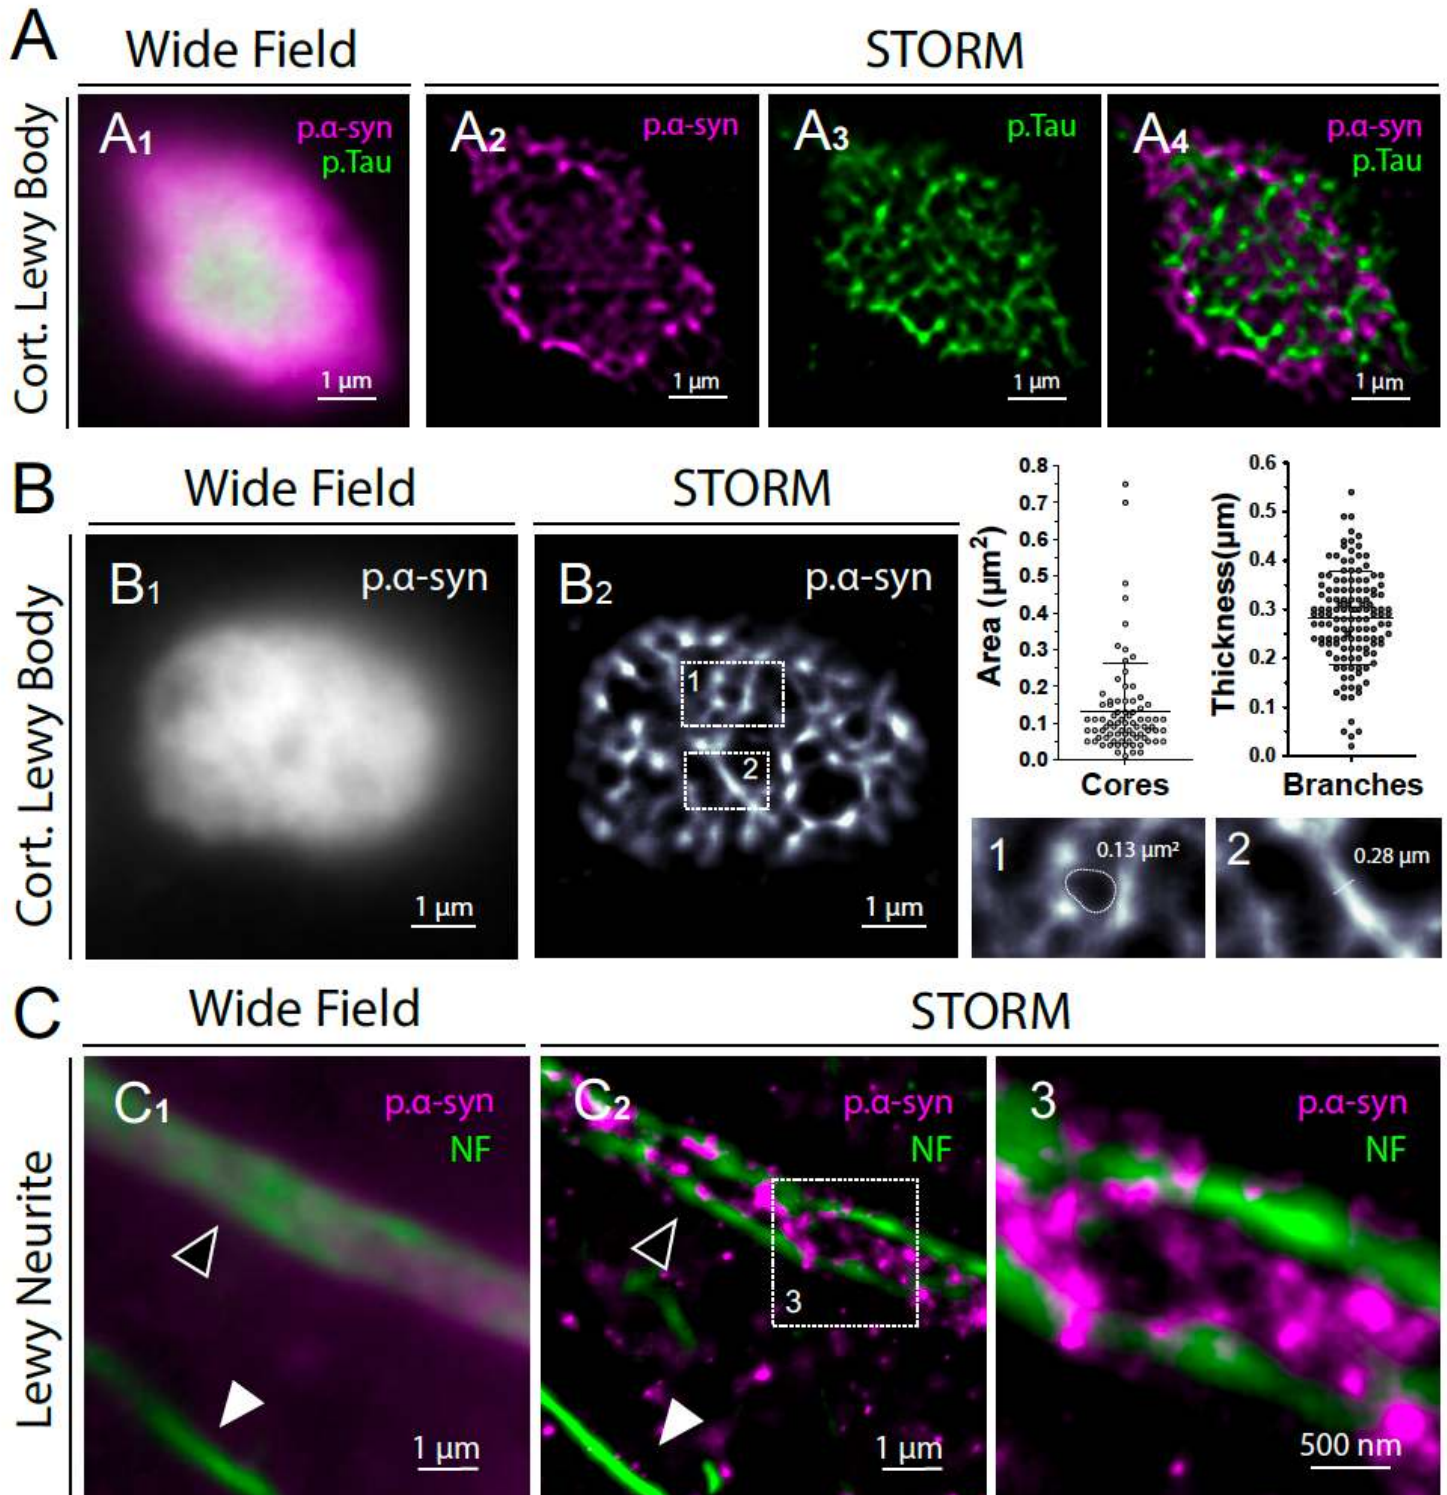 A
Wide Field
STORM
Cort. Lewy Body
A1
p.α-syn
p.Tau
1 µm
A2
p.α-syn
1 µm
A3
p.Tau
1 µm
A4
p.α-syn
p.Tau
1 µm
B
Wide Field
STORM
Cort. Lewy Body
B1
p.α-syn
1 µm
B2
p.α-syn
1
2
1 µm
Area (µm²)
0.8
0.7
0.6
0.5
0.4
0.3
0.2
0.1
0.0
Cores
Thickness(µm)
0.6
0.5
0.4
0.3
0.2
0.1
0.0
Branches
1
0.13 µm²
2
0.28 µm
C
Wide Field
STORM
Lewy Neurite
C1
p.α-syn
NF
1 µm
C2
p.α-syn
NF
3
1 µm
3
p.α-syn
NF
500 nm